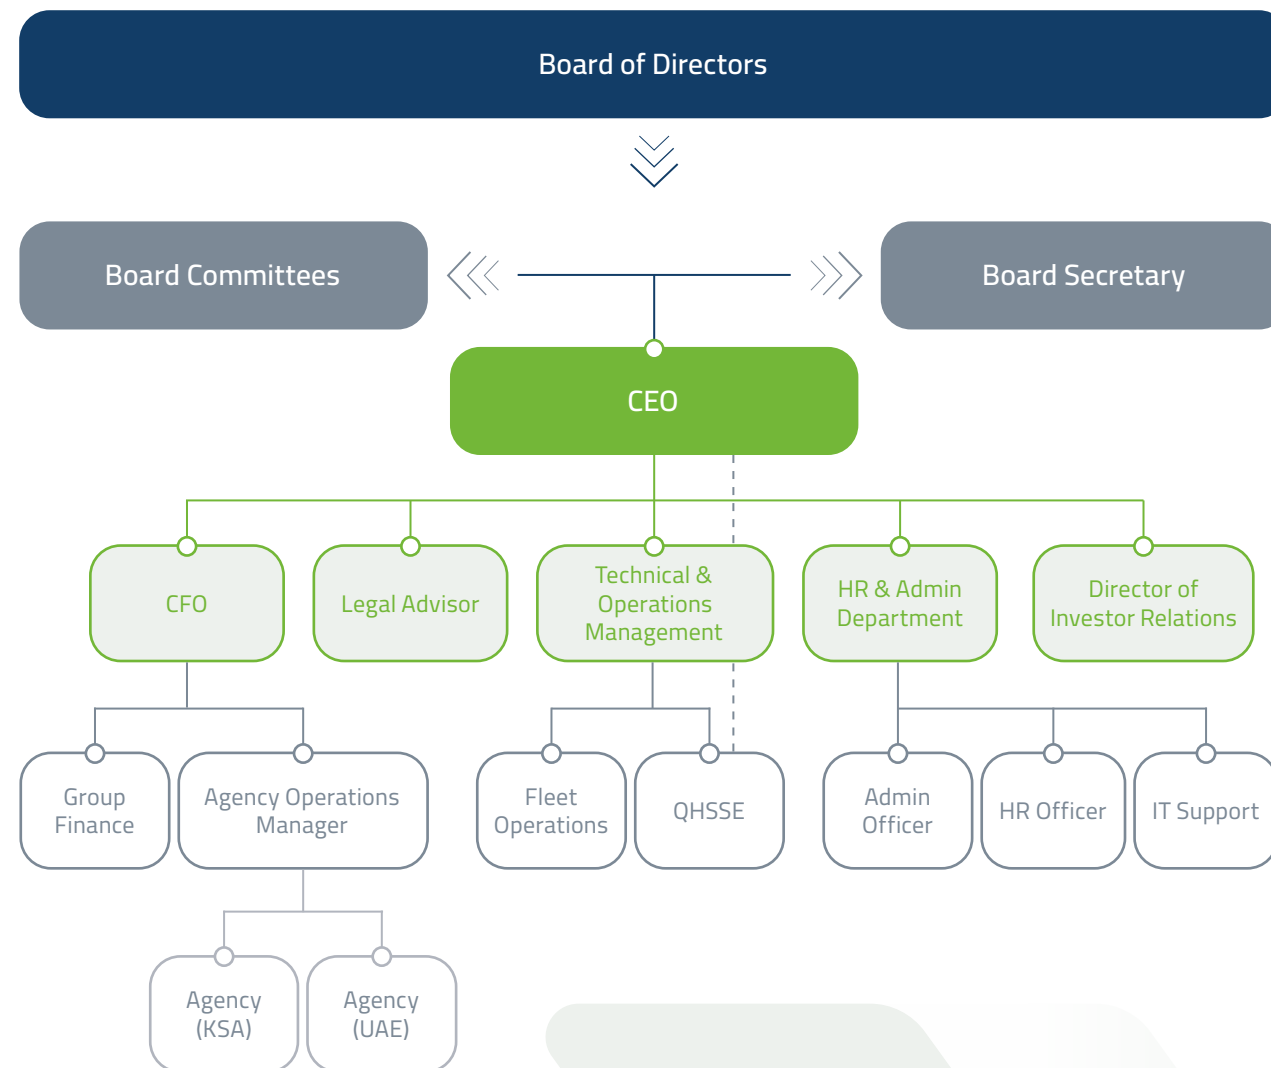 Board of Directors
Board Committees
Board Secretary
CEO
CFO
Legal Advisor
Technical &
Operations
Management
HR & Admin
Department
Director of
Investor Relations
Group
Finance
Agency Operations
Manager
Fleet
Operations
QHSSE
Admin
Officer
HR Officer
IT Support
Agency
(KSA)
Agency
(UAE)